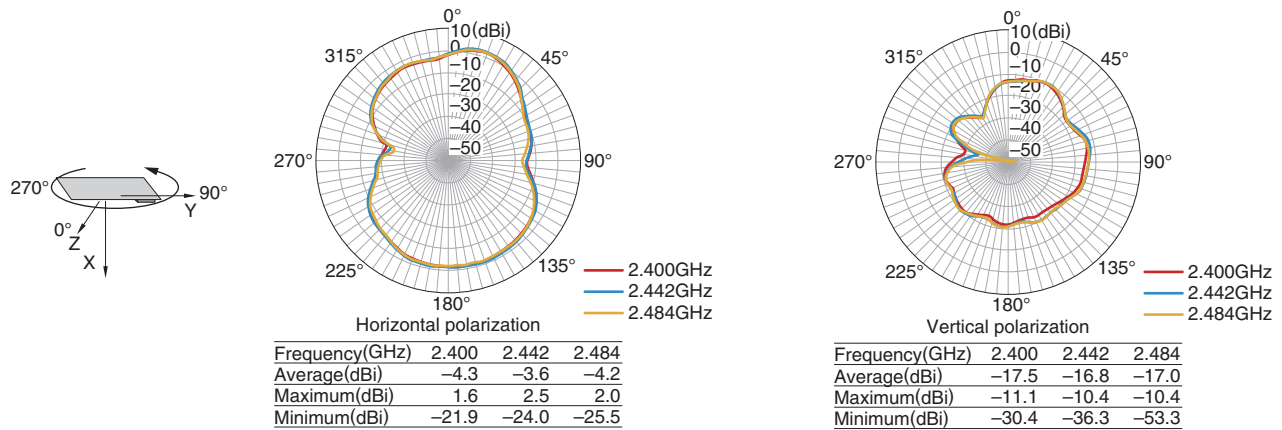 270°
90°
Y
0°
Z
X
0°
10(dBi)
0
−10
−20
−30
−40
−50
315°
45°
270°
90°
225°
135°
180°
2.400GHz
2.442GHz
2.484GHz
Horizontal polarization
Frequency(GHz) 2.400 2.442 2.484
Average(dBi) −4.3 −3.6 −4.2
Maximum(dBi) 1.6 2.5 2.0
Minimum(dBi) −21.9 −24.0 −25.5
0°
10(dBi)
0
−10
−20
−30
−40
−50
315°
45°
270°
90°
225°
135°
180°
2.400GHz
2.442GHz
2.484GHz
Vertical polarization
Frequency(GHz) 2.400 2.442 2.484
Average(dBi) −17.5 −16.8 −17.0
Maximum(dBi) −11.1 −10.4 −10.4
Minimum(dBi) −30.4 −36.3 −53.3